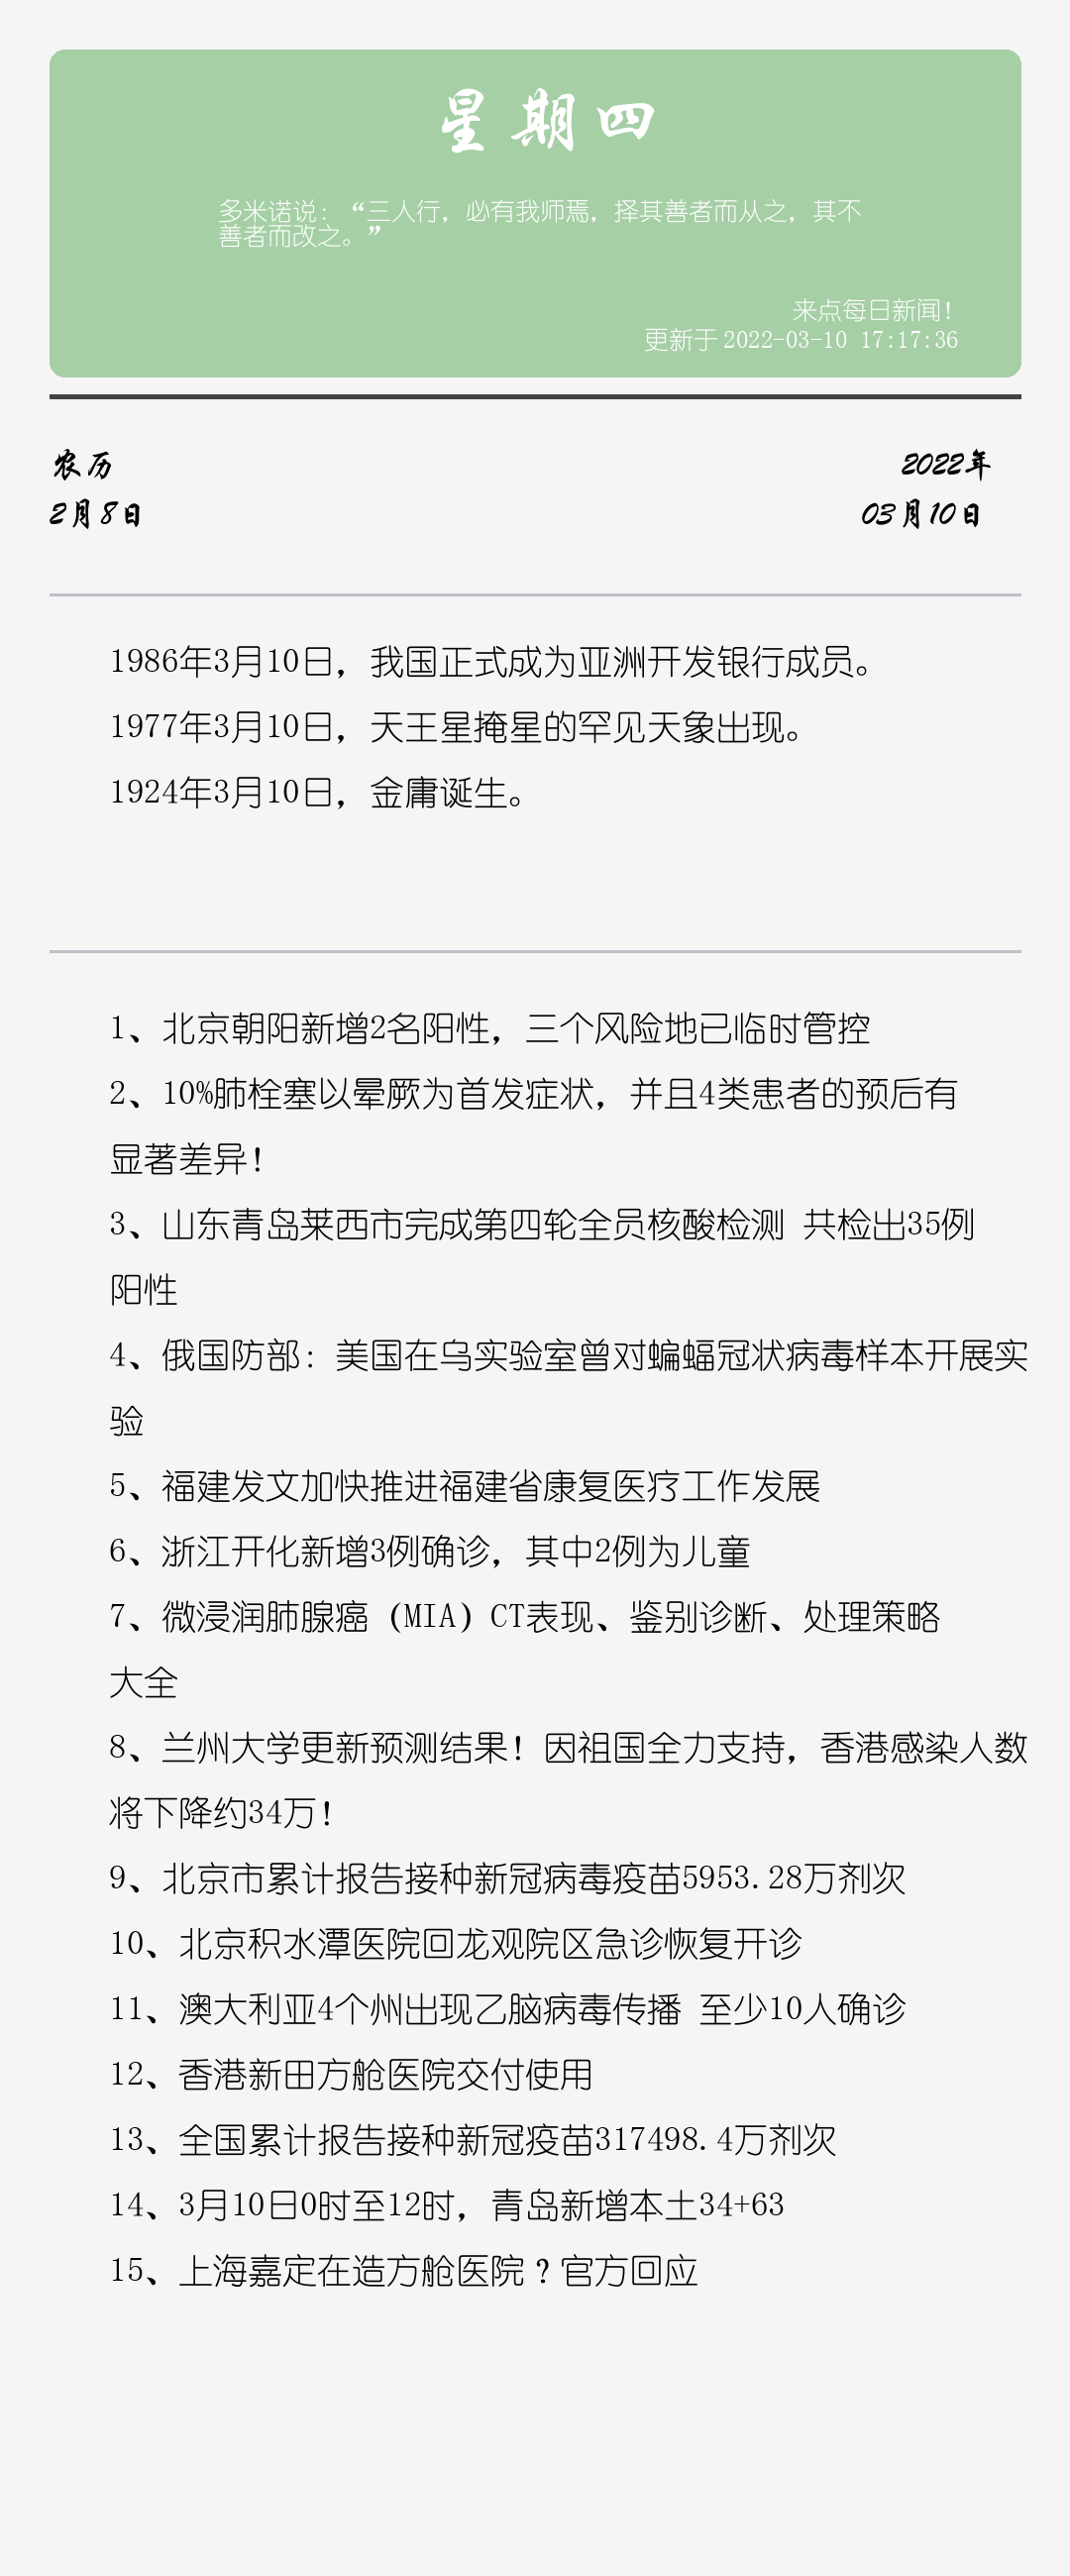 星期四
多米诺说：“三人行，必有我师焉，择其善者而从之，其不
善者而改之。”
来点每日新闻！
更新于 2022-03-10 17:17:36
农历
2022年
2月8日
03月10日
1986年3月10日，我国正式成为亚洲开发银行成员。
1977年3月10日，天王星掩星的罕见天象出现。
1924年3月10日，金庸诞生。
1、北京朝阳新增2名阳性，三个风险地已临时管控
2、10%肺栓塞以晕厥为首发症状，并且4类患者的预后有
显著差异！
3、山东青岛莱西市完成第四轮全员核酸检测 共检出35例
阳性
4、俄国防部：美国在乌实验室曾对蝙蝠冠状病毒样本开展实
验
5、福建发文加快推进福建省康复医疗工作发展
6、浙江开化新增3例确诊，其中2例为儿童
7、微浸润肺腺癌（MIA）CT表现、鉴别诊断、处理策略
大全
8、兰州大学更新预测结果！因祖国全力支持，香港感染人数
将下降约34万！
9、北京市累计报告接种新冠病毒疫苗5953.28万剂次
10、北京积水潭医院回龙观院区急诊恢复开诊
11、澳大利亚4个州出现乙脑病毒传播 至少10人确诊
12、香港新田方舱医院交付使用
13、全国累计报告接种新冠疫苗317498.4万剂次
14、3月10日0时至12时，青岛新增本土34+63
15、上海嘉定在造方舱医院？官方回应